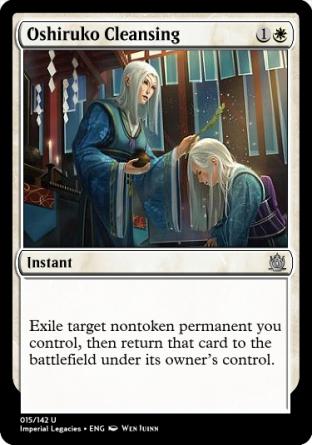 Oshiruko Cleansing 1
Instant
Exile target nontoken permanent you
control, then return that card to the
battlefield under its owner's control.
015/142 U
Imperial Legacies • ENG Wen Juinn